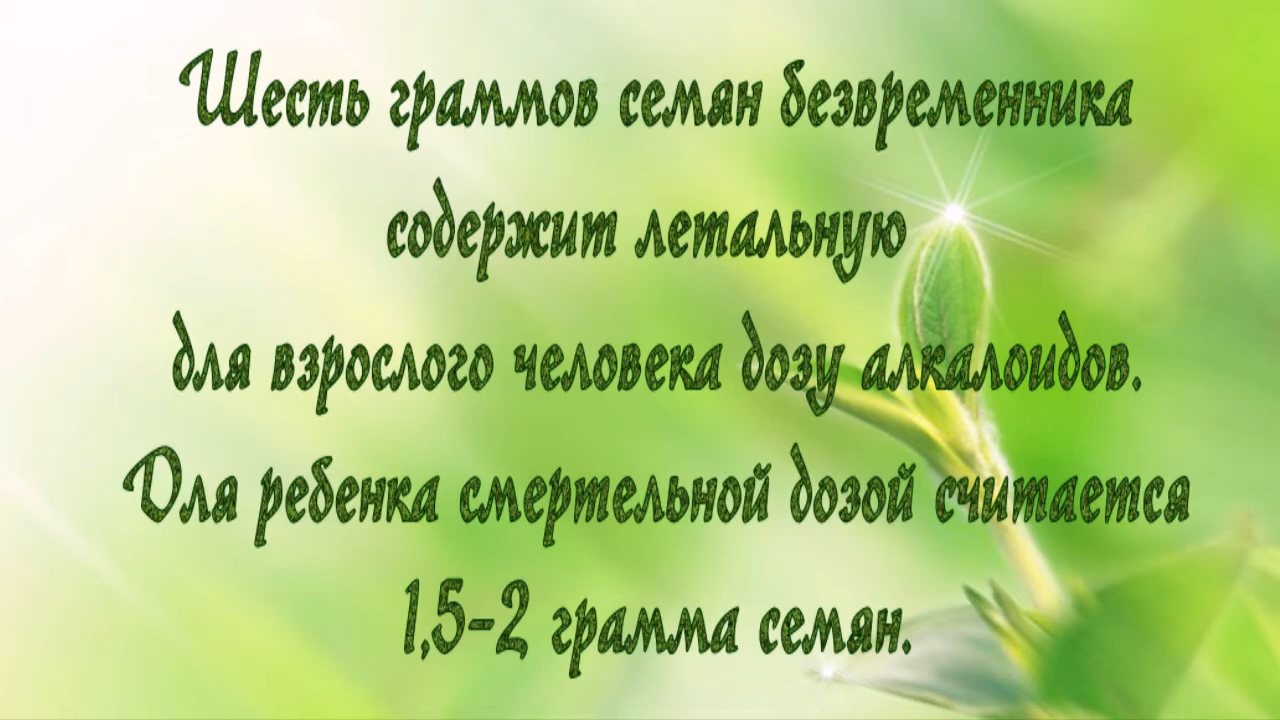 Шесть граммов семян безвременника
содержит летальную
для взрослого человека дозу алкалоидов.
Для ребенка смертельной дозой считается
1,5-2 грамма семян.